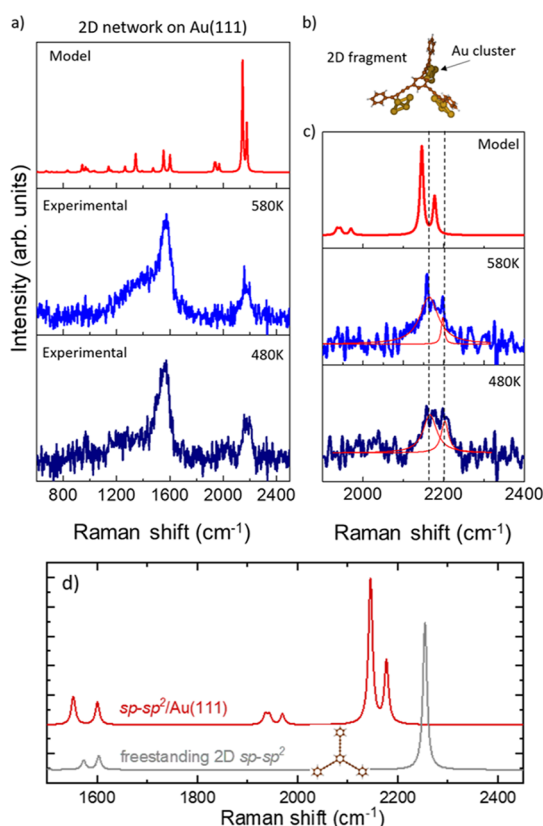 a)
2D network on Au(111)
Model
Experimental
580K
Experimental
480K
Intensity (arb. units)
800 1200 1600 2000 2400
Raman shift (cm-1)
b)
2D fragment
Au cluster
c)
Model
580K
480K
2000 2100 2200 2300 2400
Raman shift (cm-1)
d)
sp-sp2/Au(111)
freestanding 2D sp-sp2
1600 1800 2000 2200 2400
Raman shift (cm-1)